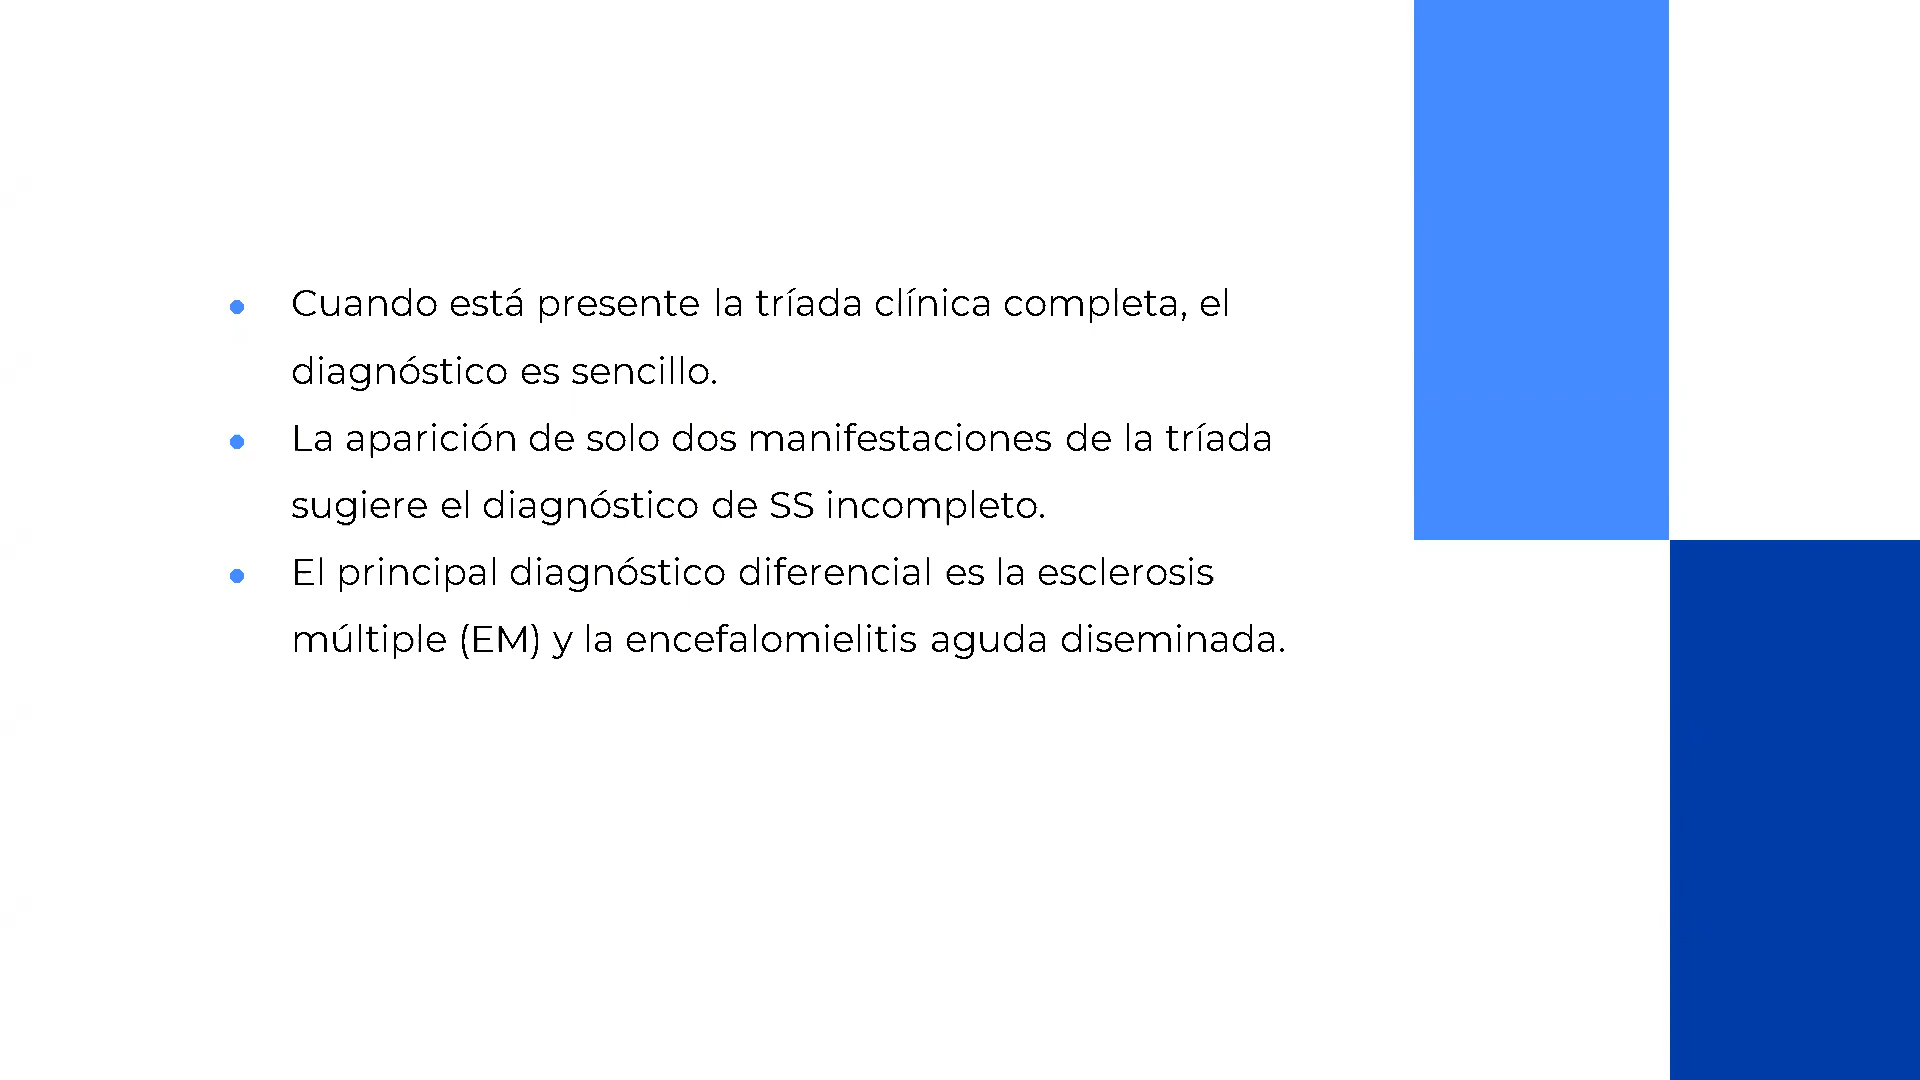 • Cuando está presente la tríada clínica completa, el
diagnóstico es sencillo.
• La aparición de solo dos manifestaciones de la tríada
sugiere el diagnóstico de SS incompleto.
• El principal diagnóstico diferencial es la esclerosis
múltiple (EM) y la encefalomielitis aguda diseminada.